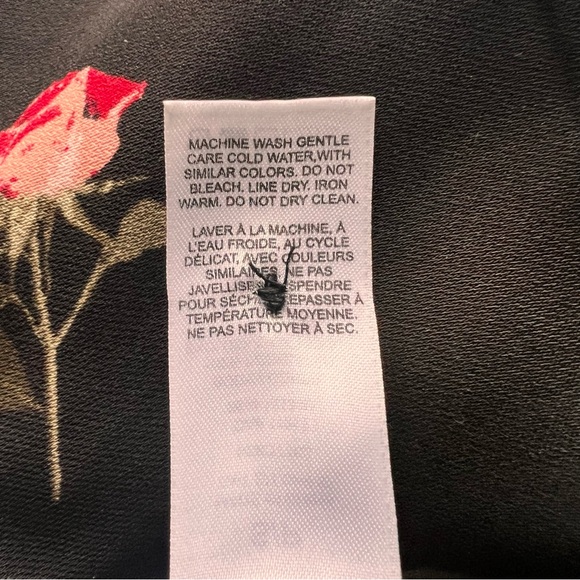 MACHINE WASH GENTLE
CARE COLD WATER,WITH
SIMILAR COLORS. DO NOT
BLEACH. LINE DRY. IRON
WARM. DO NOT DRY CLEAN.
LAVER À LA MACHINE, À
L'EAU FROIDE, AU CYCLE
DÉLICAT, AVEC COULEURS
SIMILAIRES. NE PAS
POUR REPASSER À
TEMPÉRATURE MOYENNE.
NE PAS NETTOYER À SEC.